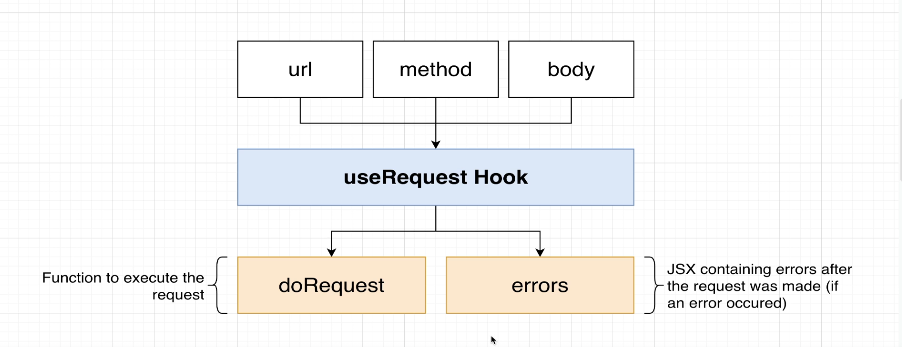 url
method
body
useRequest Hook
Function to execute the
request
doRequest
errors
JSX containing errors after
the request was made (if
an error occured)